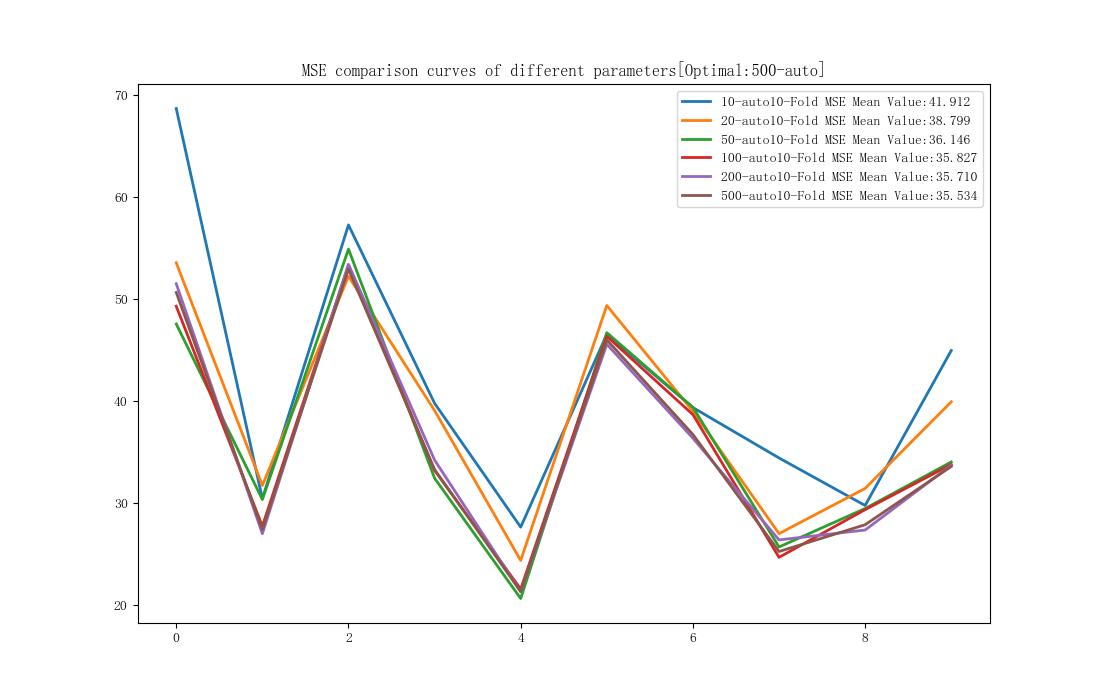 MSE comparison curves of different parameters[Optimal:500-auto]
70
60
50
40
30
20
10-auto10-Fold MSE Mean Value:41.912
20-auto10-Fold MSE Mean Value:38.799
50-auto10-Fold MSE Mean Value:36.146
100-auto10-Fold MSE Mean Value:35.827
200-auto10-Fold MSE Mean Value:35.710
500-auto10-Fold MSE Mean Value:35.534
0 2 4 6 8